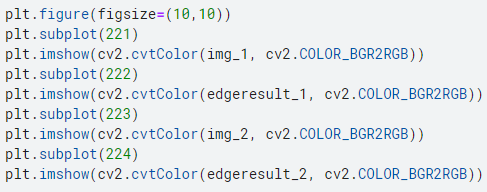 plt.figure(figsize=(10,10))
plt.subplot(221)
plt.imshow(cv2.cvtColor(img_1, cv2.COLOR_BGR2RGB))
plt.subplot(222)
plt.imshow(cv2.cvtColor(edgeresult_1, cv2.COLOR_BGR2RGB))
plt.subplot(223)
plt.imshow(cv2.cvtColor(img_2, cv2.COLOR_BGR2RGB))
plt.subplot(224)
plt.imshow(cv2.cvtColor(edgeresult_2, cv2.COLOR_BGR2RGB))